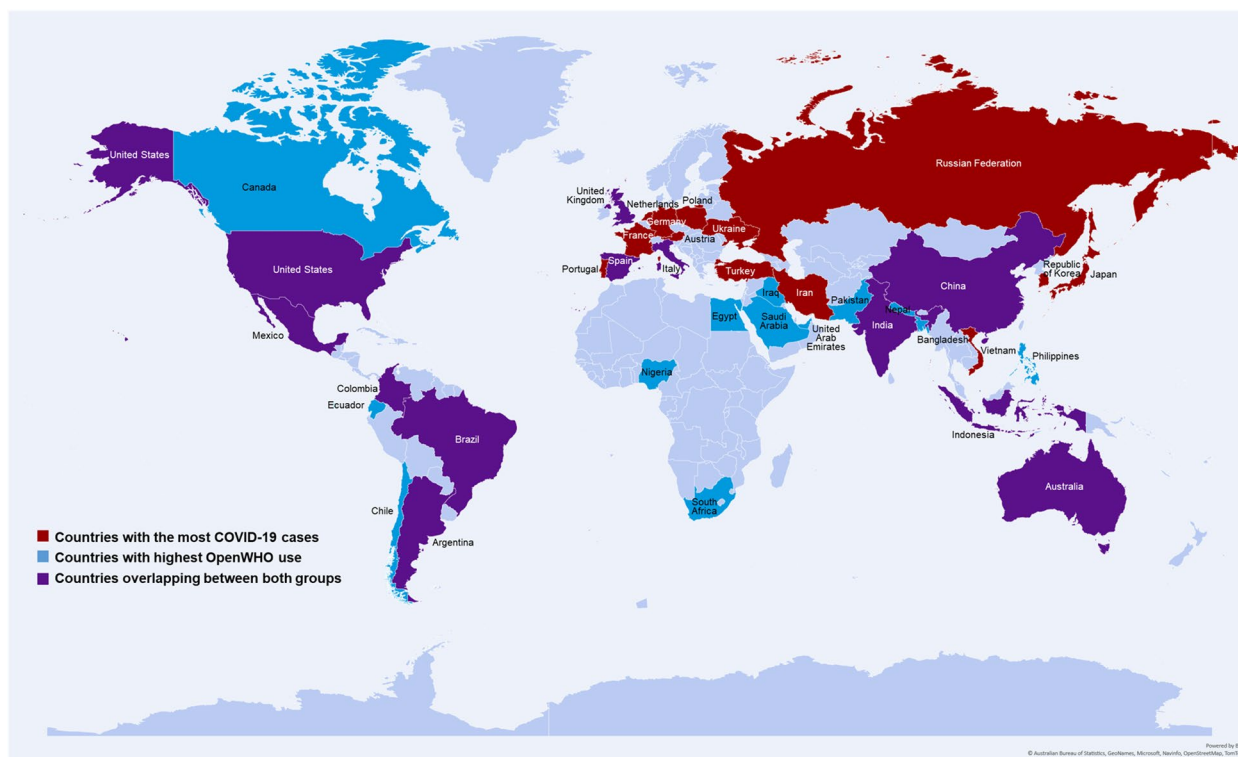 United States
Canada
United States
Mexico
Colombia
Ecuador
Brazil
Chile
Argentina
United
Kingdom
Netherlands
Poland
Germany
France
Ukraine
Austria
Spain
Portugal
Italy
Turkey
Russian Federation
Republic
of Korea
Japan
China
Iraq
Iran
Pakistan
Egypt
Saudi
Arabia
Nepal
India
United
Arab
Emirates
Bangladesh
Vietnam
Philippines
Nigeria
Indonesia
South
Africa
Australia
Countries with the most COVID-19 cases
Countries with highest OpenWHO use
Countries overlapping between both groups
Powered by B
© Australian Bureau of Statistics, GeoNames, Microsoft, Navinfo, OpenStreetMap, TomT